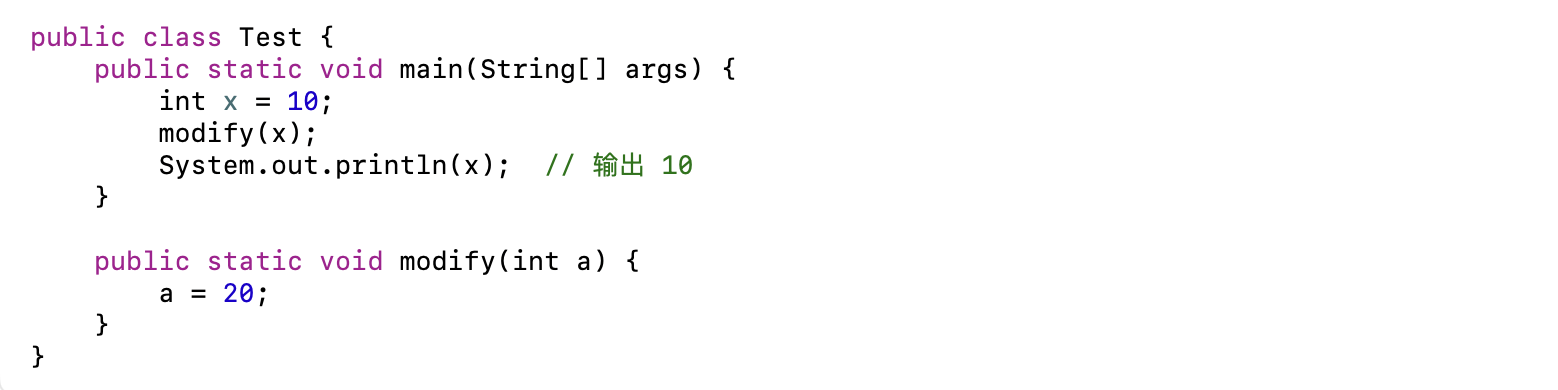 public class Test {
    public static void main(String[] args) {
        int x = 10;
        modify(x);
        System.out.println(x);  // 输出 10
    }

    public static void modify(int a) {
        a = 20;
    }
}